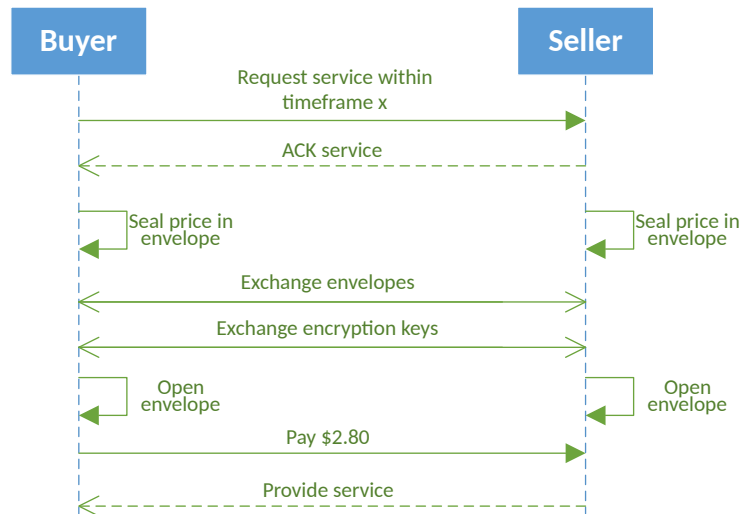 Buyer
Seller
Request service within
timeframe x
ACK service
Seal price in
envelope
Seal price in
envelope
Exchange envelopes
Exchange encryption keys
Open
envelope
Open
envelope
Pay $2.80
Provide service